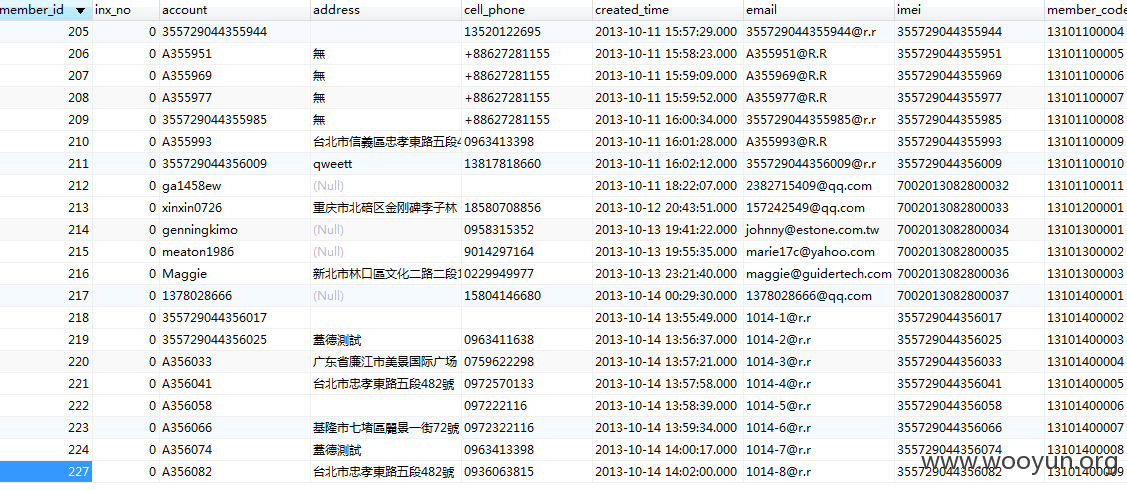 member_id inx_no account address cell_phone created_time email imei member_code
205 0 355729044355944 13520122695 2013-10-11 15:57:29.000 355729044355944@r.r 355729044355944 13101100004
206 0 A355951 無 +88627281155 2013-10-11 15:58:23.000 A355951@R.R 355729044355951 13101100005
207 0 A355969 無 +88627281155 2013-10-11 15:59:09.000 A355969@R.R 355729044355969 13101100006
208 0 A355977 無 +88627281155 2013-10-11 15:59:52.000 A355977@R.R 355729044355977 13101100007
209 0 355729044355985 無 +88627281155 2013-10-11 16:00:34.000 355729044355985@r.r 355729044355985 13101100008
210 0 A355993 台北市信義區忠孝東路五段4 0963413398 2013-10-11 16:01:28.000 A355993@R.R 355729044355993 13101100009
211 0 355729044356009 qweett 13817818660 2013-10-11 16:02:12.000 355729044356009@r.r 355729044356009 13101100010
212 0 ga1458ew (Null) 2013-10-11 18:22:07.000 2382715409@qq.com 7002013082800032 13101100011
213 0 xinxin0726 重庆市北碚区金刚碑李子林 18580708856 2013-10-12 20:43:51.000 157242549@qq.com 7002013082800033 13101200001
214 0 genningkimo (Null) 0958315352 2013-10-13 19:41:22.000 johnny@estone.com.tw 7002013082800034 13101300001
215 0 meaton1986 (Null) 9014297164 2013-10-13 19:55:35.000 marie17c@yahoo.com 7002013082800035 13101300002
216 0 Maggie 新北市林口區文化二路二段1 0229949977 2013-10-13 23:21:40.000 maggie@guidertech.com 7002013082800036 13101300003
217 0 1378028666 (Null) 15804146680 2013-10-14 00:29:30.000 1378028666@qq.com 7002013082800037 13101400001
218 0 355729044356017 2013-10-14 13:55:49.000 1014-1@r.r 355729044356017 13101400002
219 0 355729044356025 蓋德測試 0963411638 2013-10-14 13:56:37.000 1014-2@r.r 355729044356025 13101400003
220 0 A356033 广东省廉江市美景国际广场 0759622298 2013-10-14 13:57:21.000 1014-3@r.r 355729044356033 13101400004
221 0 A356041 台北市忠孝東路五段482號 0972570133 2013-10-14 13:57:58.000 1014-4@r.r 355729044356041 13101400005
222 0 A356058 097222116 2013-10-14 13:58:39.000 1014-5@r.r 355729044356058 13101400006
223 0 A356066 基隆市七堵區麗景一街72號 0972322116 2013-10-14 13:59:34.000 1014-6@r.r 355729044356066 13101400007
224 0 A356074 蓋德測試 0963413398 2013-10-14 14:00:17.000 1014-7@r.r 355729044356074 13101400008
227 0 A356082 台北市忠孝東路五段482號 0936063815 2013-10-14 14:02:00.000 1014-8@r.r 355729044356082 13101400009
www.wooyun.org